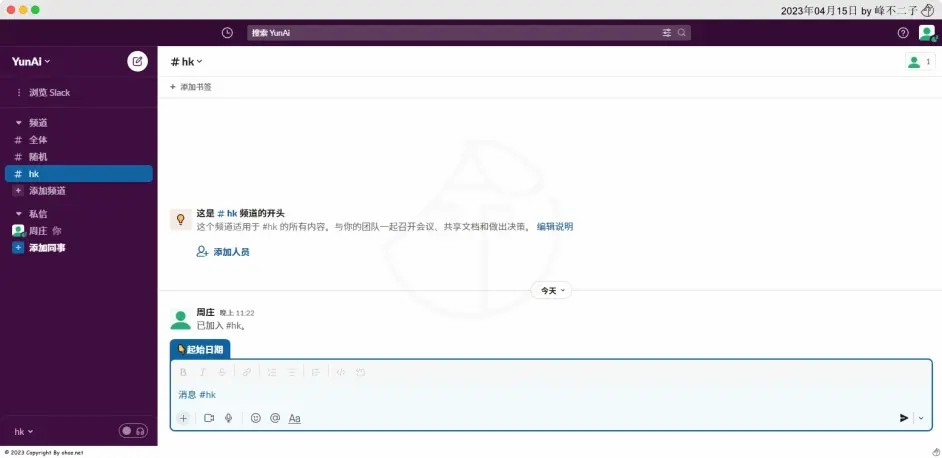 2023年04月15日 by 峰不二子
搜索 YunAi
YunAi
浏览 Slack
频道
# 全体
# 随机
# hk
+ 添加频道
私信
周庄 你
+ 添加同事
hk
# hk
1
+ 添加书签
这是 # hk 频道的开头
这个频道适用于 #hk 的所有内容，与你的团队一起召开会议、共享文档和做出决策。 编辑说明
添加人员
今天
周庄 晚上 11:22
已加入 #hk。
起始日期
B I S
消息 #hk
Aa
© 2023 Copyright By ohoo.net